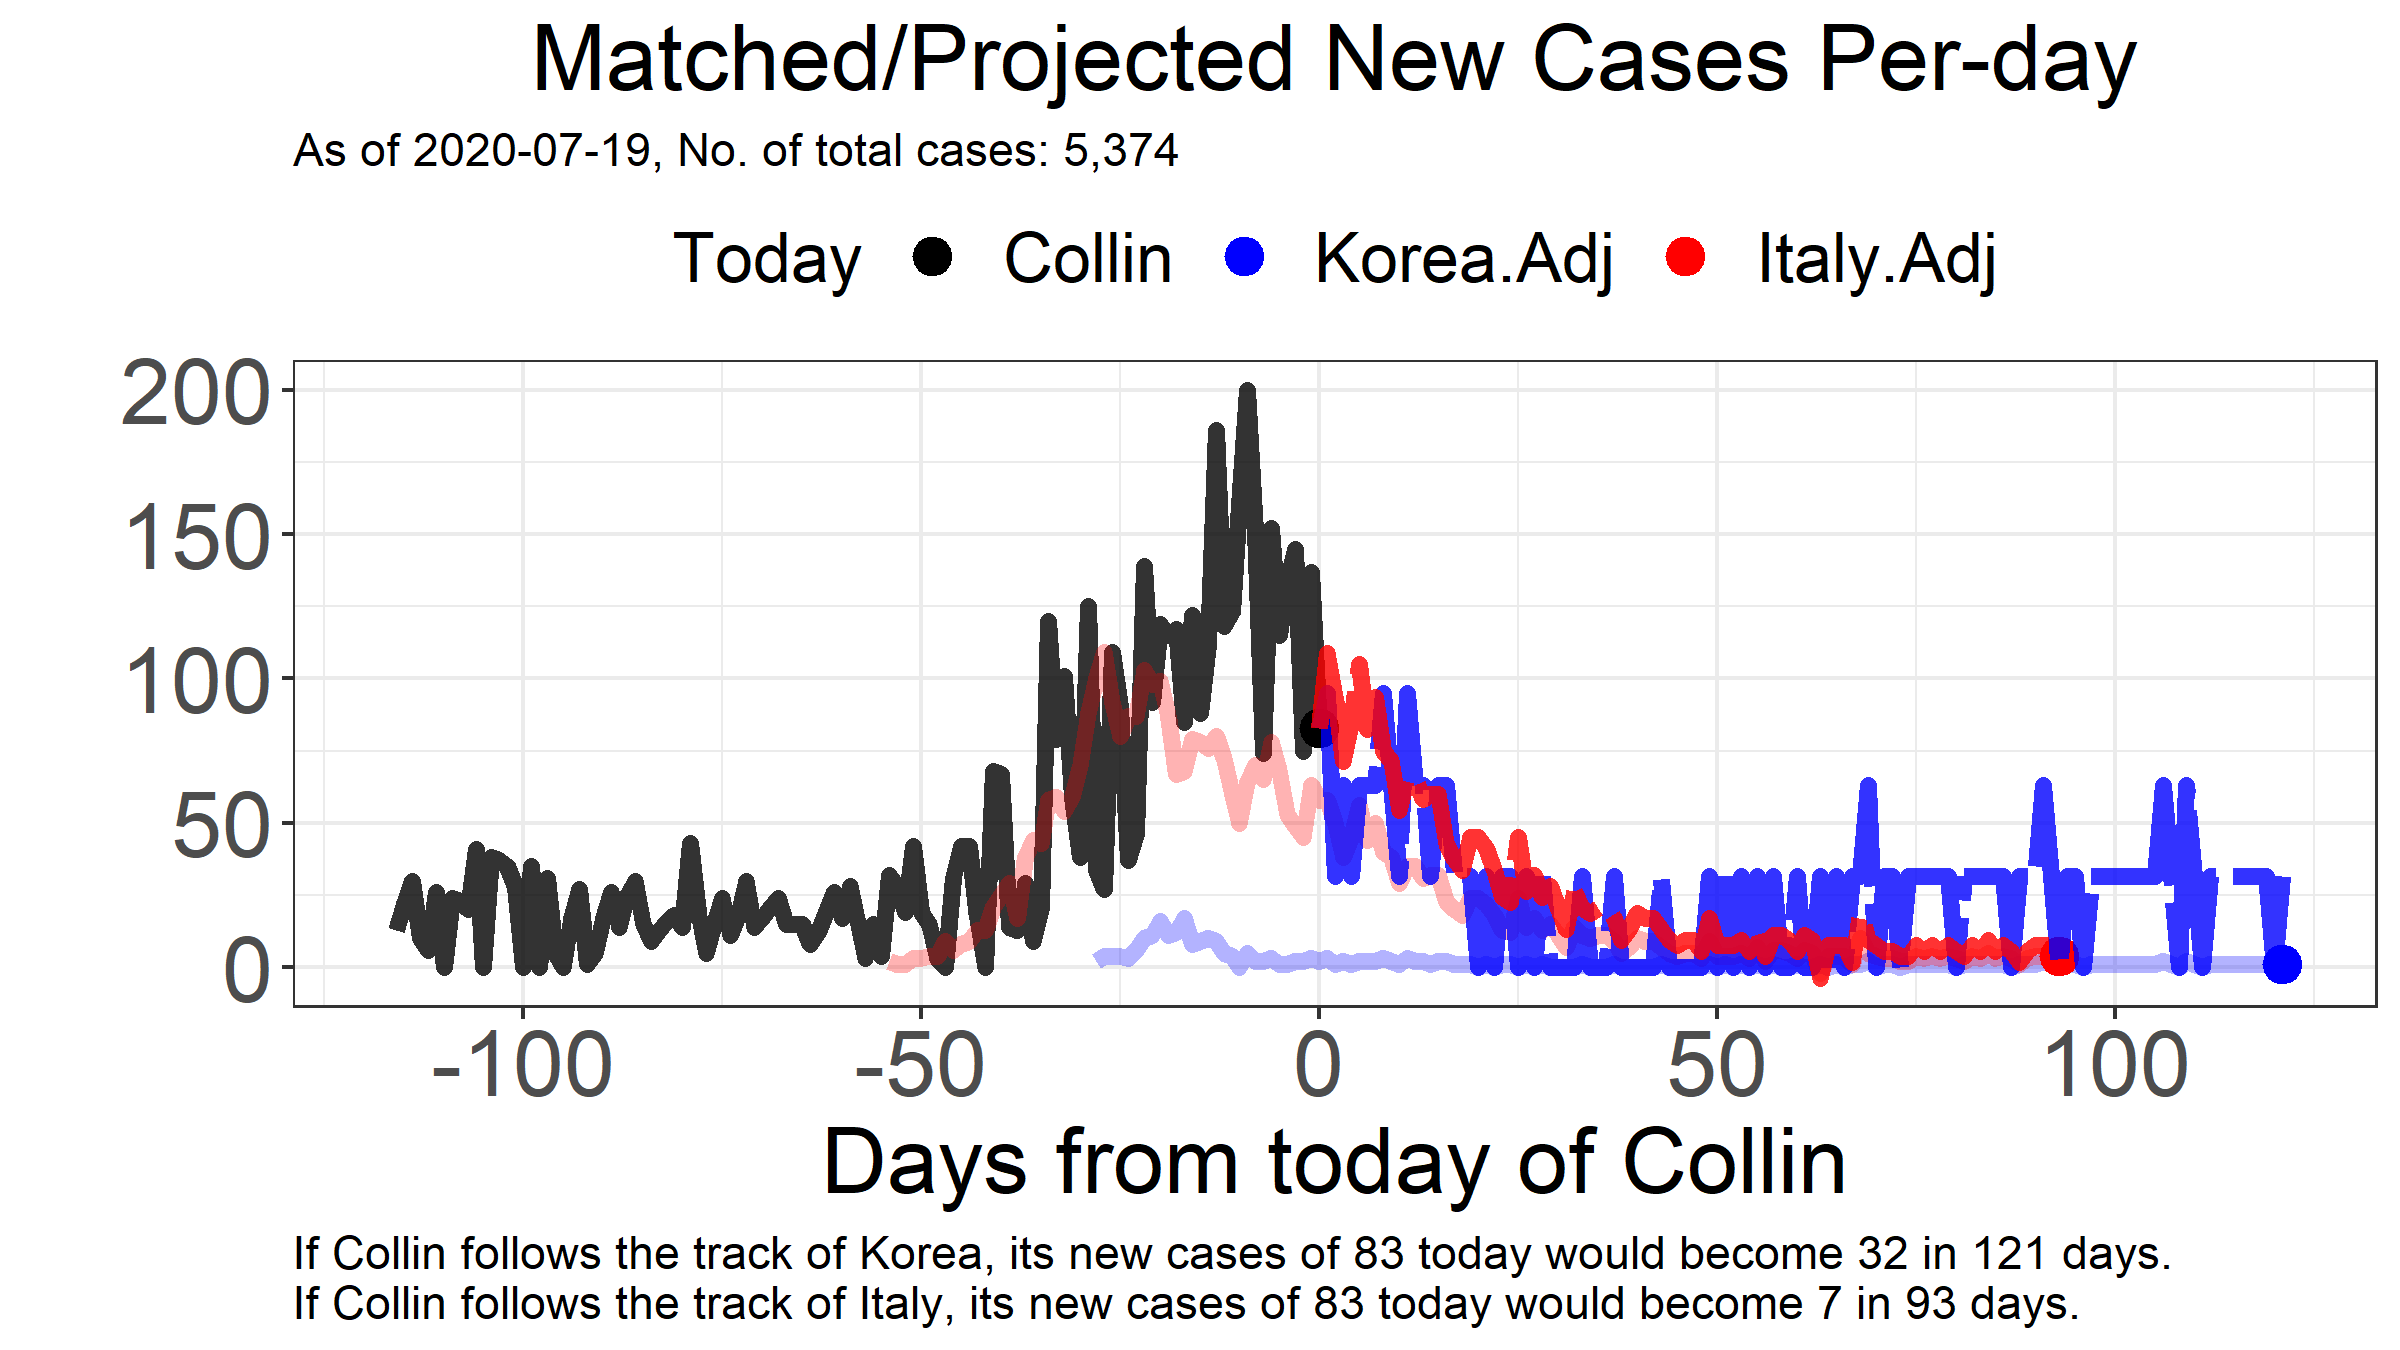 Matched/Projected New Cases Per-day
As of 2020-07-19, No. of total cases: 5,374
Today Collin Korea.Adj Italy.Adj
200
150
100
50
0
-100 -50 0 50 100
Days from today of Collin
If Collin follows the track of Korea, its new cases of 83 today would become 32 in 121 days.
If Collin follows the track of Italy, its new cases of 83 today would become 7 in 93 days.